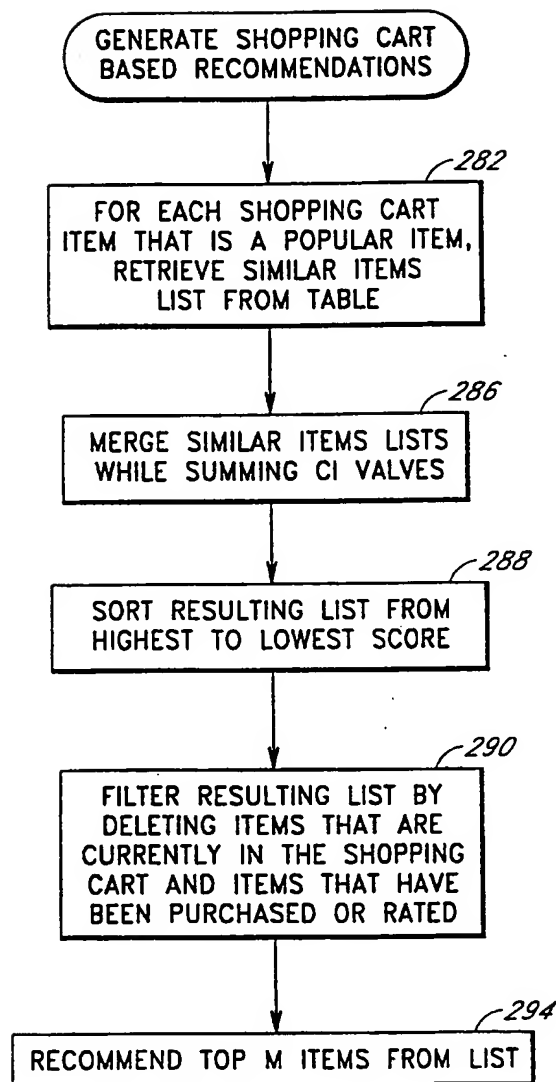 GENERATE SHOPPING CART
BASED RECOMMENDATIONS
282
FOR EACH SHOPPING CART
ITEM THAT IS A POPULAR ITEM,
RETRIEVE SIMILAR ITEMS
LIST FROM TABLE
286
MERGE SIMILAR ITEMS LISTS
WHILE SUMMING CI VALVES
288
SORT RESULTING LIST FROM
HIGHEST TO LOWEST SCORE
290
FILTER RESULTING LIST BY
DELETING ITEMS THAT ARE
CURRENTLY IN THE SHOPPING
CART AND ITEMS THAT HAVE
BEEN PURCHASED OR RATED
294
RECOMMEND TOP M ITEMS FROM LIST